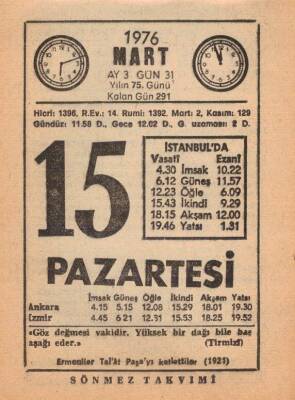 1976
MART
AY 3 GÜN 31
Yılın 75. Günü
Kalan Gün 291
Hicri: 1396, R.Ev.: 14, Rumi: 1392, Mart: 2, Kasım: 129
Gündüz: 11.58 D., Gece 12.02 D., G. uzaması: 2 D.
15
İSTANBUL'DA
Vasatî Ezanî
4.30 İmsak 10.22
6.12 Güneş 11.57
12.23 Öğle 6.09
15.43 İkindi 9.29
18.15 Akşam 12.00
19.46 Yatsı 1.31
PAZARTESİ
İmsak Güneş Öğle İkindi Akşam Yatsı
Ankara 4.15 5.15 12.08 15.29 18.01 19.30
İzmir 4.45 6.21 12.31 15.53 18.25 19.52
«Göz değmesi vakidir. Yüksek bir dağı bile baş
aşağı eder.» (Tirmizî)
Ermeniler Tal'ât Paşa'yı katlettiler (1921)
SÖNMEZ TAKVİMİ